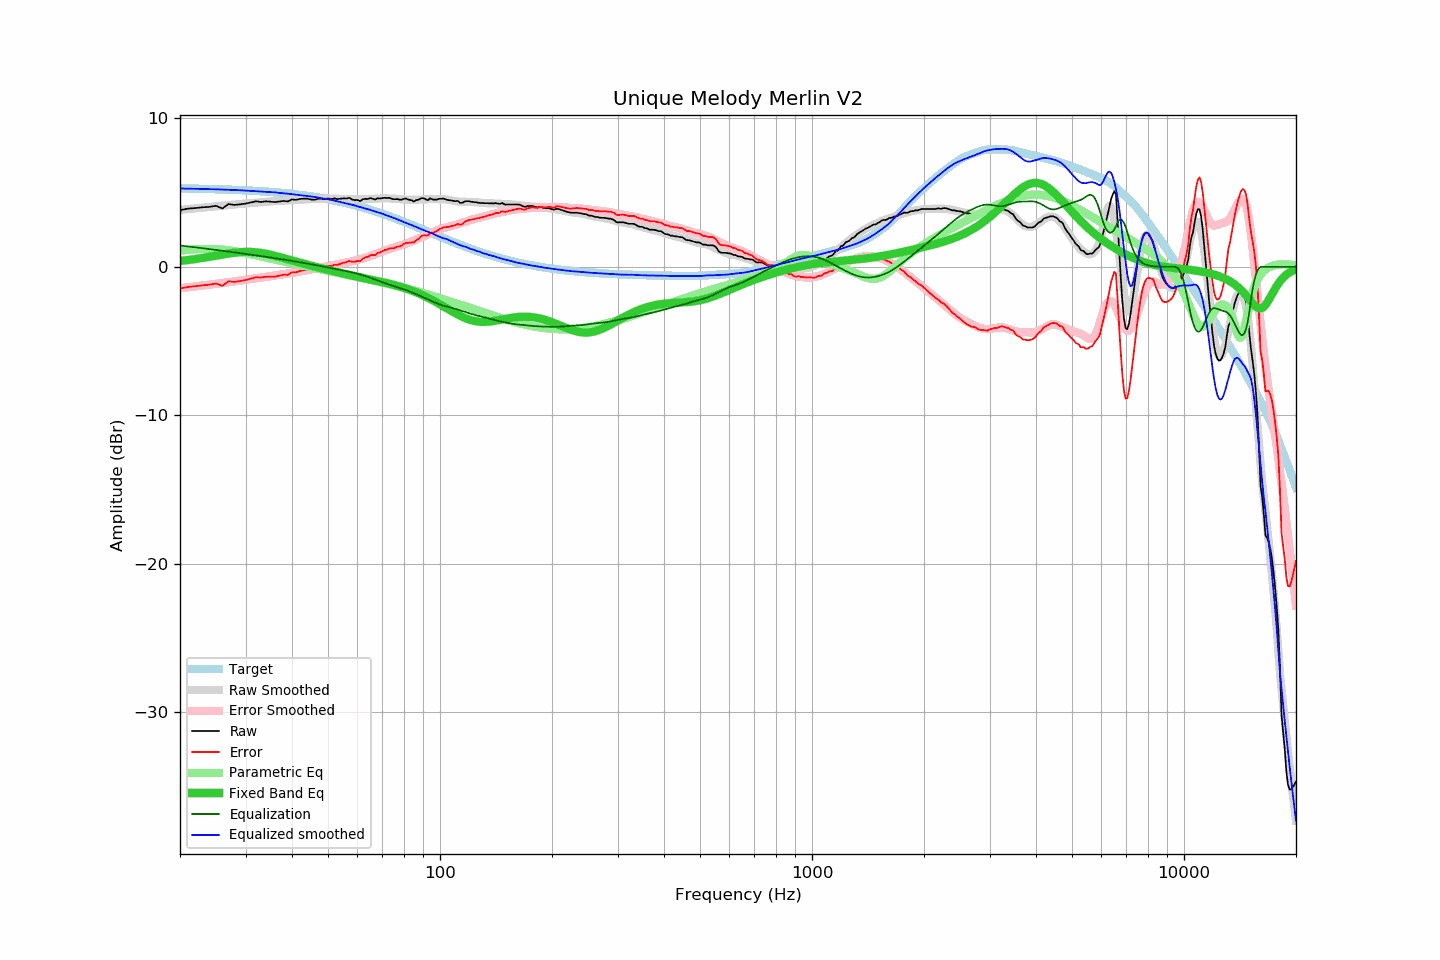 Unique Melody Merlin V2
10
0
−10
−20
−30
Amplitude (dBr)
100
1000
10000
Frequency (Hz)
Target
Raw Smoothed
Error Smoothed
Raw
Error
Parametric Eq
Fixed Band Eq
Equalization
Equalized smoothed